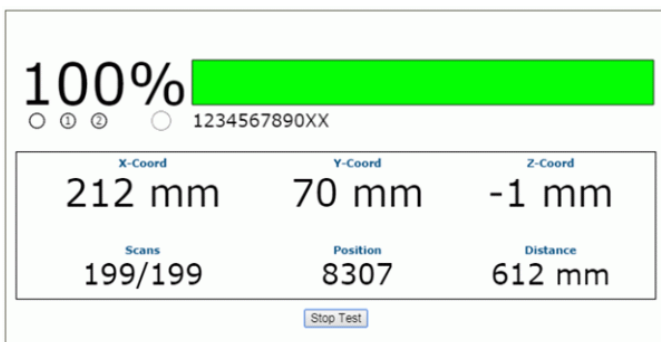 100%
① ② 1234567890XX
X-Coord Y-Coord Z-Coord
212 mm 70 mm -1 mm
Scans Position Distance
199/199 8307 612 mm
Stop Test